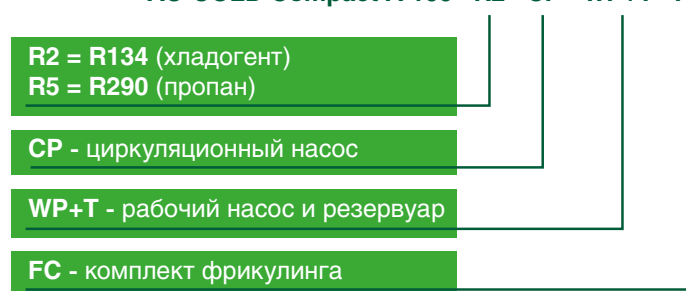 R2 = R134 (хладогент)
R5 = R290 (пропан)
CP - циркуляционный насос
WP+T - рабочий насос и резервуар
FC - комплект фрикулинга